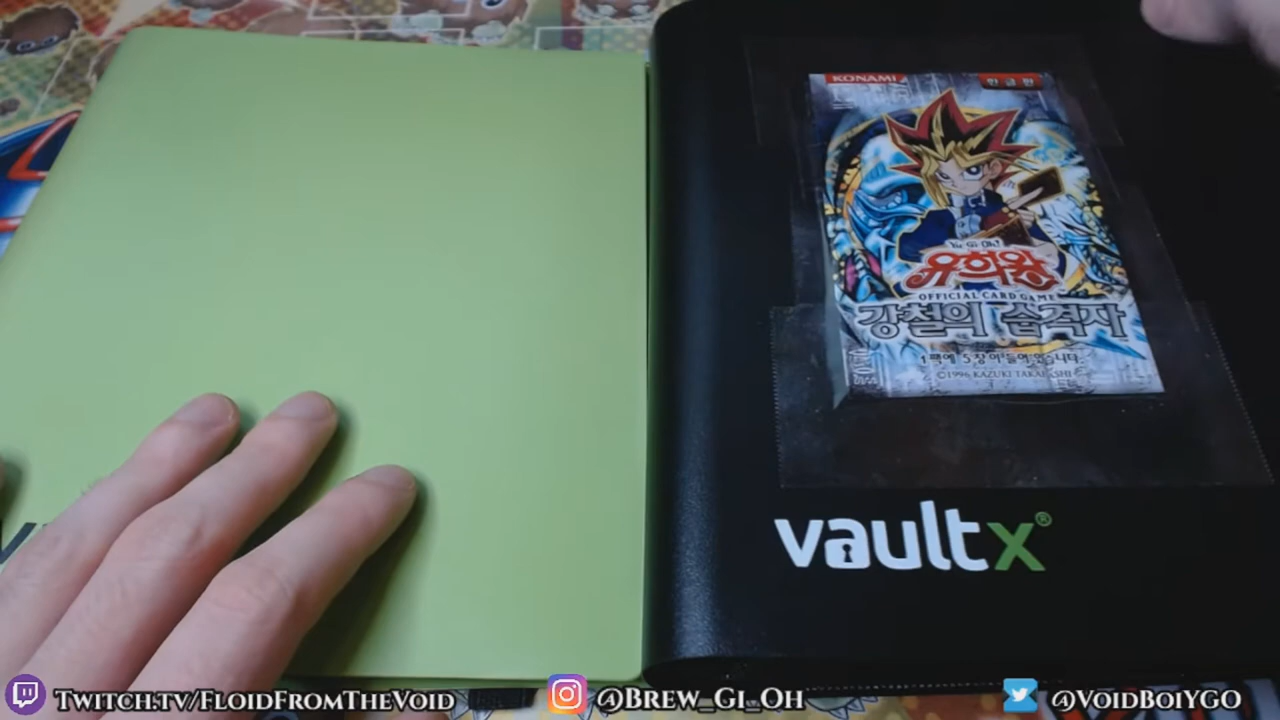 KONAMI
한글판
Yu-Gi-Oh!
유희왕
OFFICIAL CARD GAME
강철의 습격자
1팩에 5장이 들어있습니다.
©1996 KAZUKI TAKAHASHI
vaultx®
TWITCH.TV/FLOIDFROMTHEVOID
@BREW_GI_OH
@VOIDBOIYGO